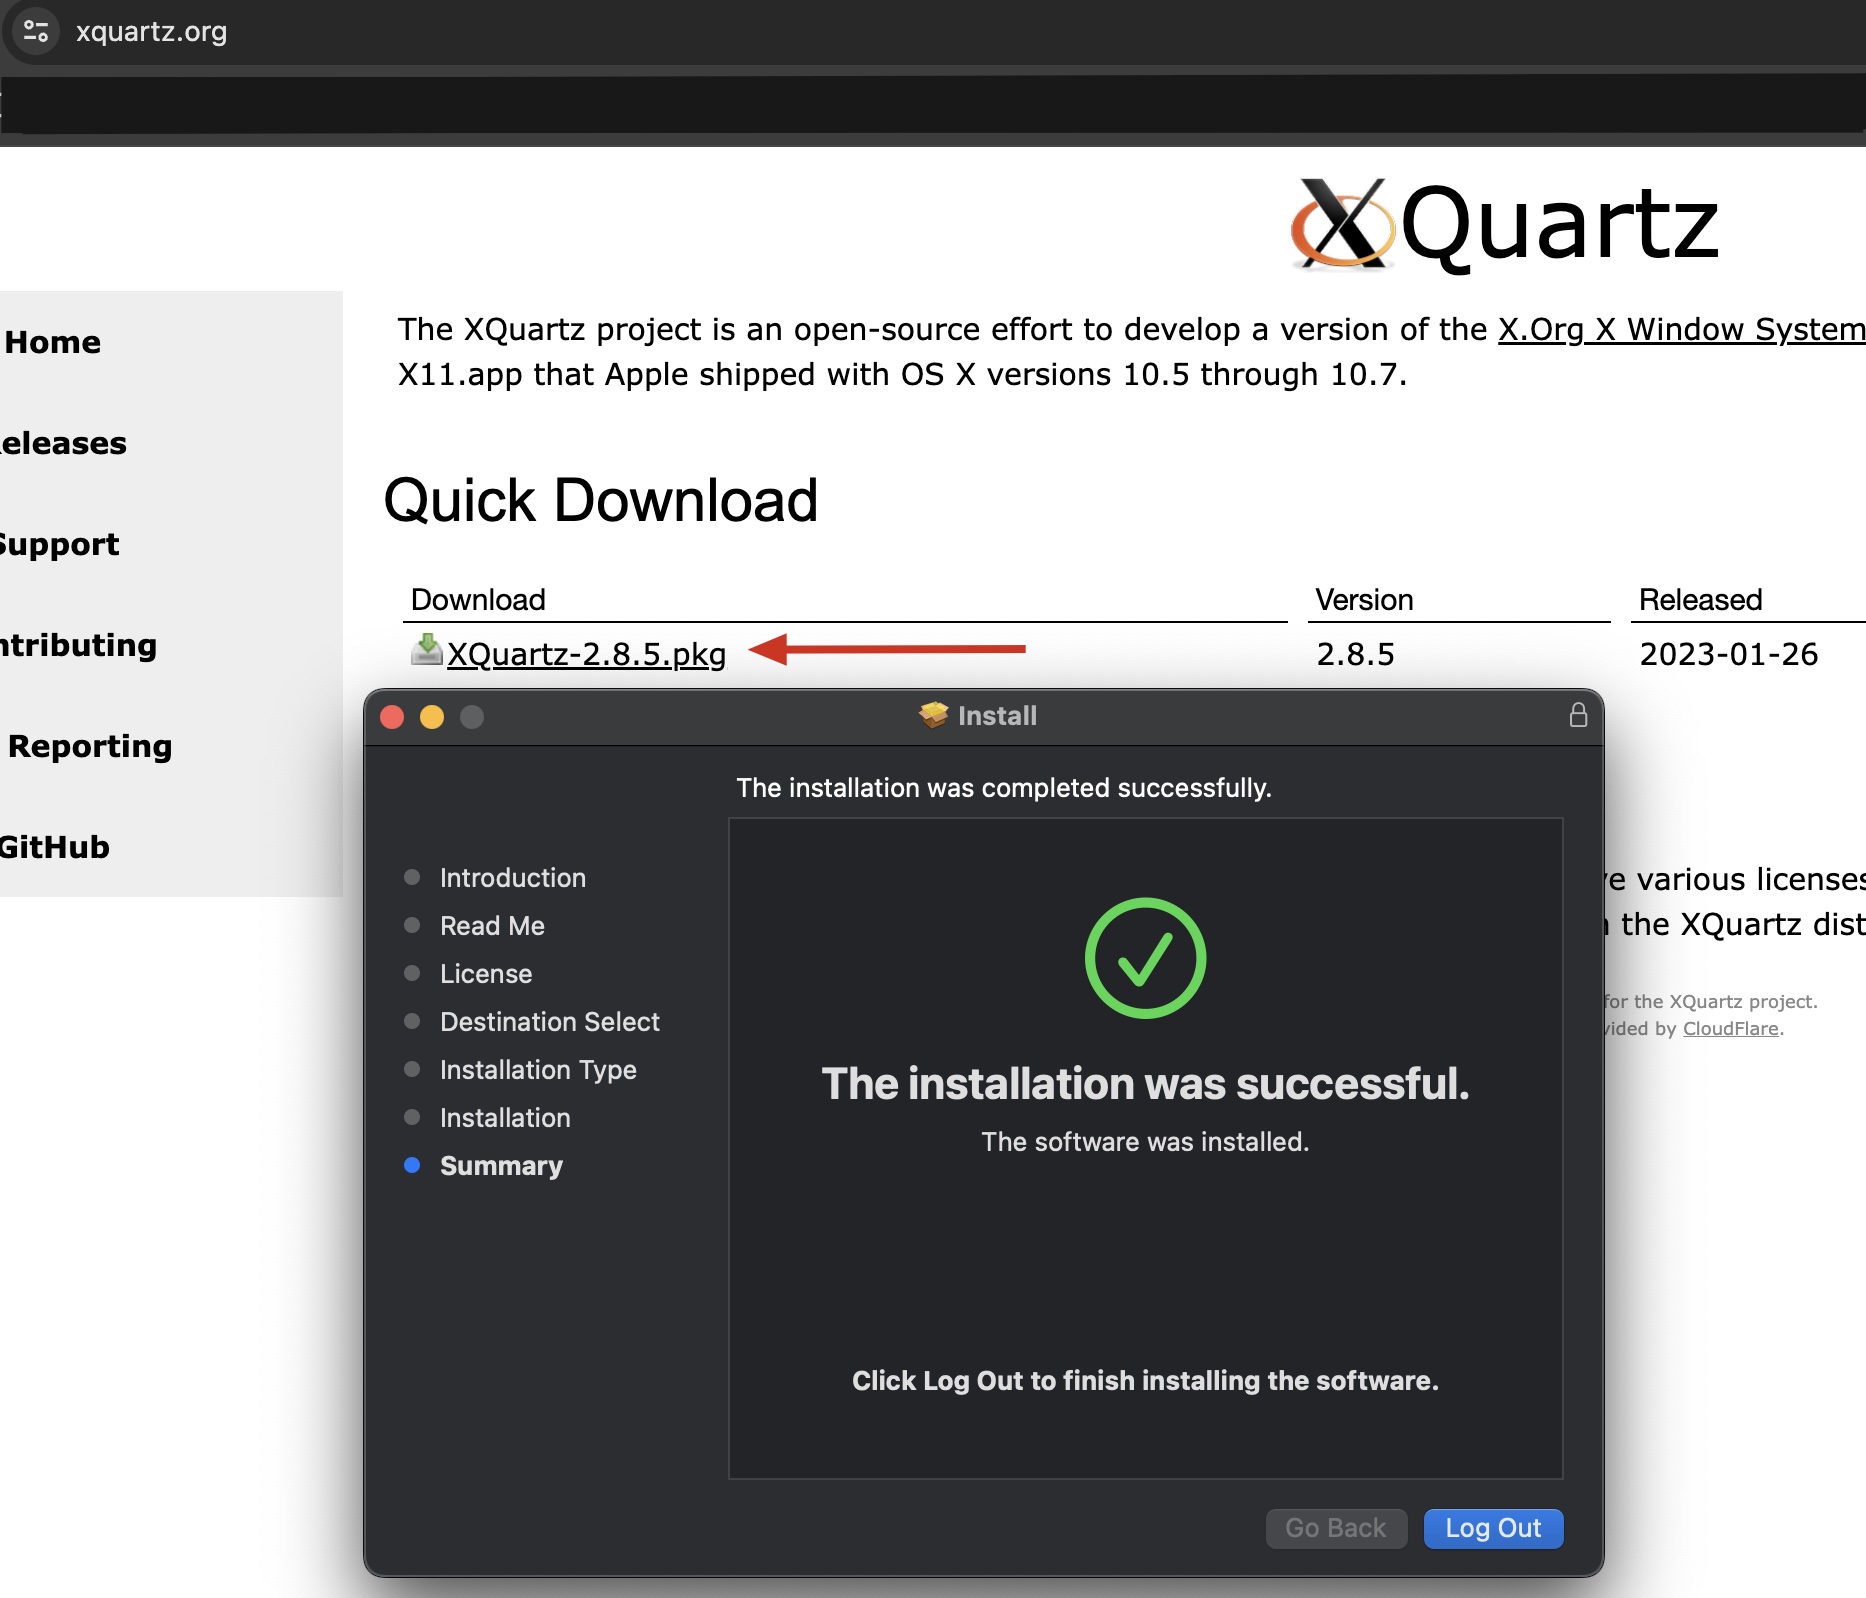 xquartz.org
XQuartz
Home
eleases
Support
ntributing
Reporting
GitHub
The XQuartz project is an open-source effort to develop a version of the X.Org X Window System
X11.app that Apple shipped with OS X versions 10.5 through 10.7.
Quick Download
Download Version Released
XQuartz-2.8.5.pkg 2.8.5 2023-01-26
Install
The installation was completed successfully.
Introduction
Read Me
License
Destination Select
Installation Type
Installation
Summary
The installation was successful.
The software was installed.
Click Log Out to finish installing the software.
Go Back Log Out
ve various licenses
the XQuartz dist
for the XQuartz project.
vided by CloudFlare.